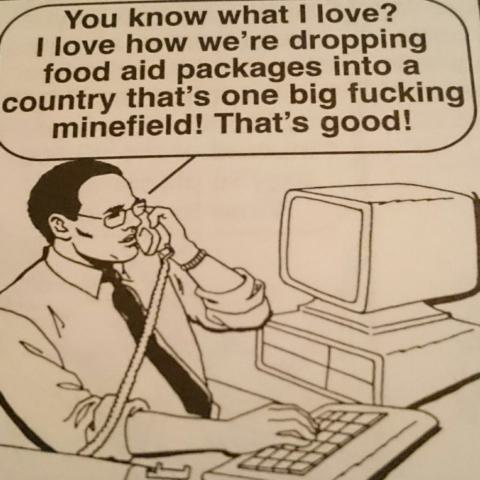 You know what I love?
I love how we're dropping
food aid packages into a
country that's one big fucking
minefield! That's good!